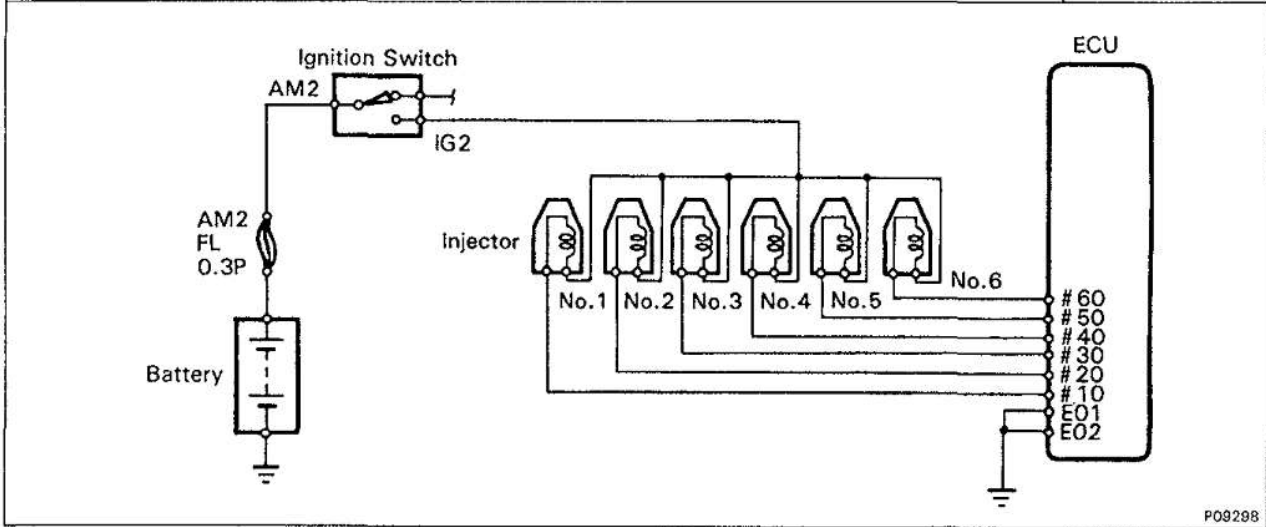 ECU
Ignition Switch
AM2
IG2
AM2
FL
0.3P
Injector
No.1
No.2
No.3
No.4
No.5
No.6
#60
#50
#40
#30
#20
#10
E01
E02
Battery
P09298